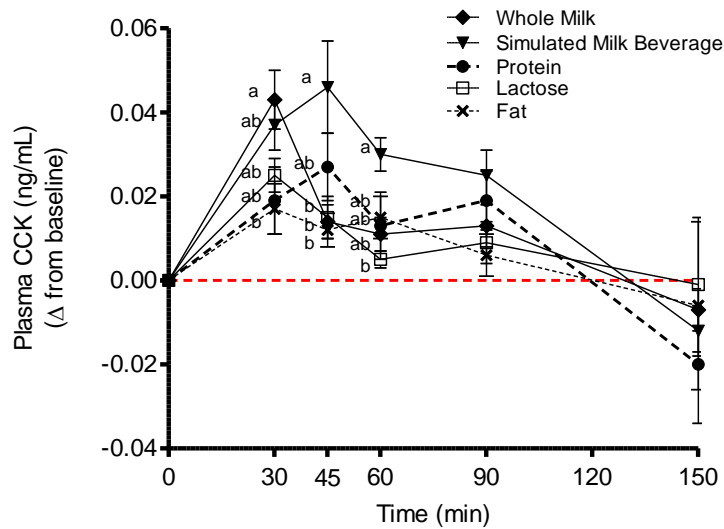 Whole Milk
Simulated Milk Beverage
Protein
Lactose
Fat
Plasma CCK (ng/mL)
(Δ from baseline)
0.06
0.04
0.02
0.00
-0.02
-0.04
a
ab
ab
ab
b
a
ab
b
b
b
a
ab
ab
ab
b
0 30 45 60 90 120 150
Time (min)